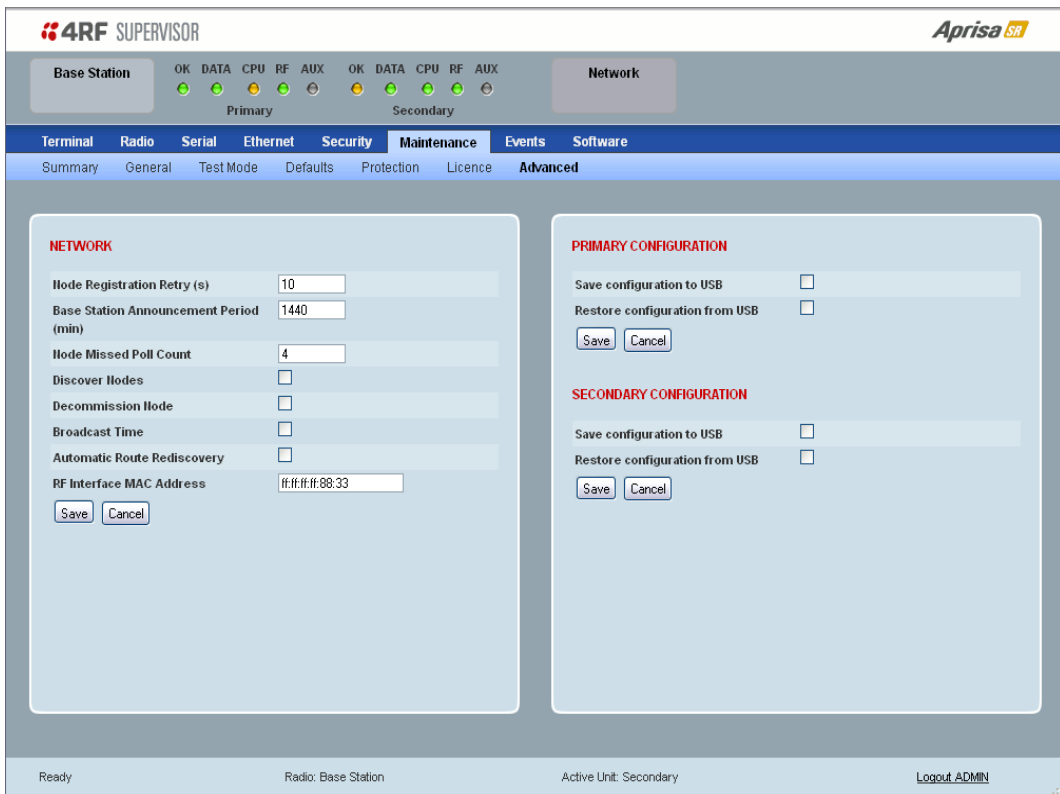 4RF SUPERVISOR
Aprisa SR
Base Station
OK DATA CPU RF AUX OK DATA CPU RF AUX
Primary Secondary
Network
Terminal Radio Serial Ethernet Security Maintenance Events Software
Summary General Test Mode Defaults Protection Licence Advanced
NETWORK
Node Registration Retry (s) 10
Base Station Announcement Period
(min) 1440
Node Missed Poll Count 4
Discover Nodes
Decommission Node
Broadcast Time
Automatic Route Rediscovery
RF Interface MAC Address ff:ff:ff:ff:88:33
Save Cancel
PRIMARY CONFIGURATION
Save configuration to USB
Restore configuration from USB
Save Cancel
SECONDARY CONFIGURATION
Save configuration to USB
Restore configuration from USB
Save Cancel
Ready Radio: Base Station Active Unit: Secondary Logout ADMIN